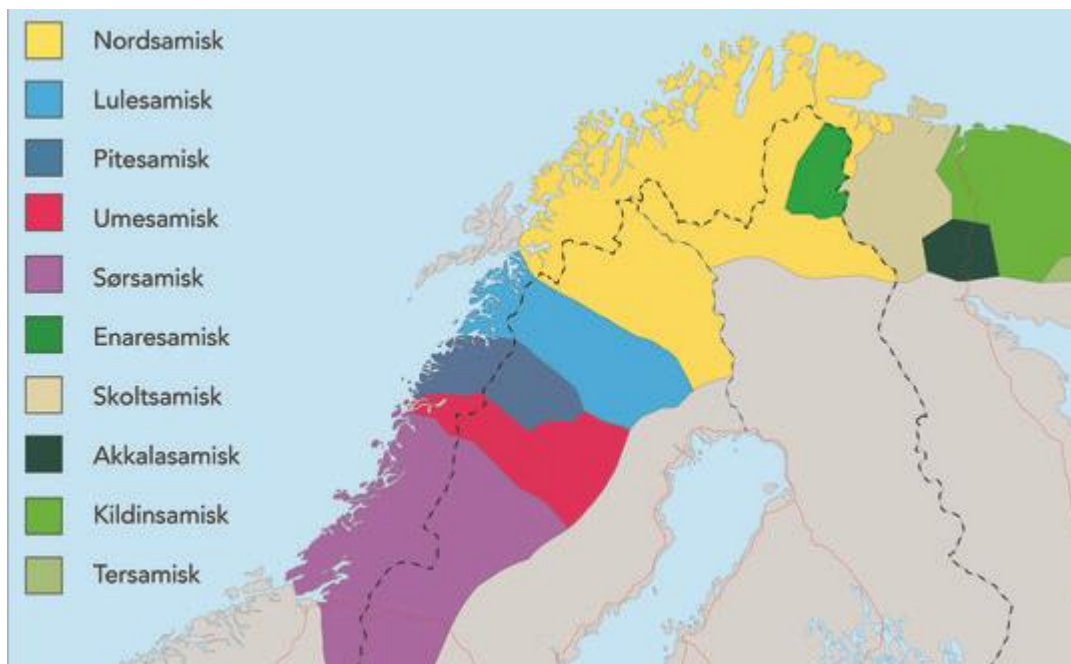 Nordsamisk
Lulesamisk
Pitesamisk
Umesamisk
Sørsamisk
Enaresamisk
Skoltsamisk
Akkalasamisk
Kildinsamisk
Tersamisk